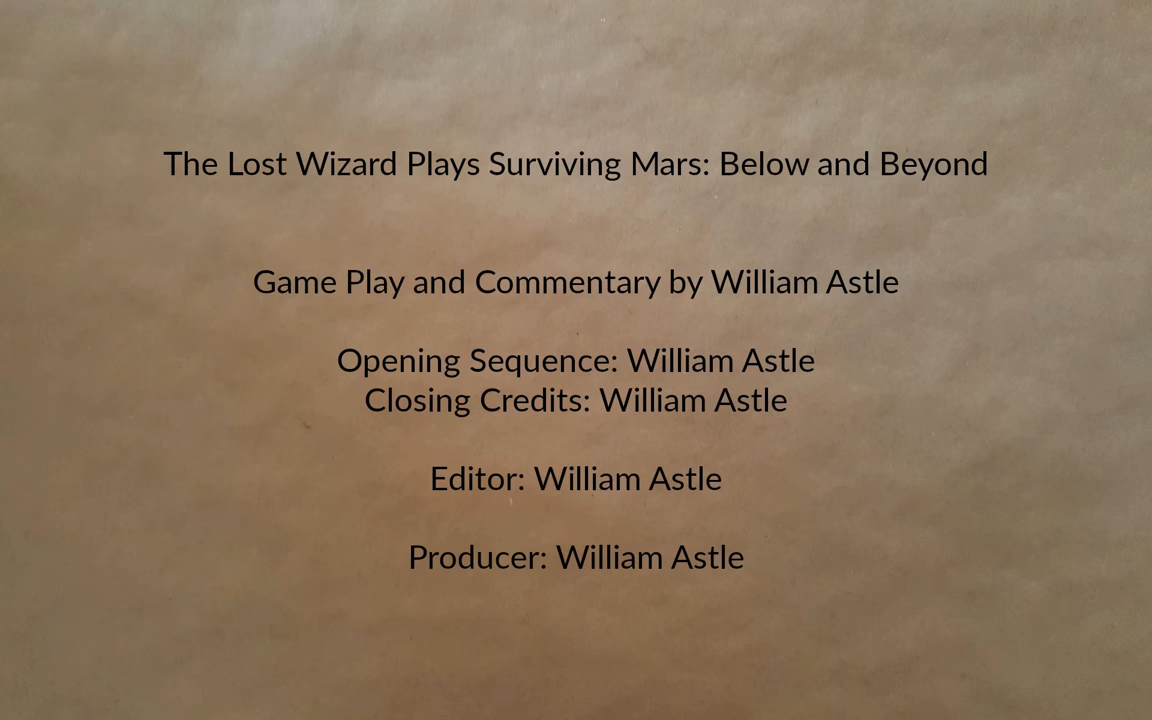 The Lost Wizard Plays Surviving Mars: Below and Beyond
Game Play and Commentary by William Astle
Opening Sequence: William Astle
Closing Credits: William Astle
Editor: William Astle
Producer: William Astle